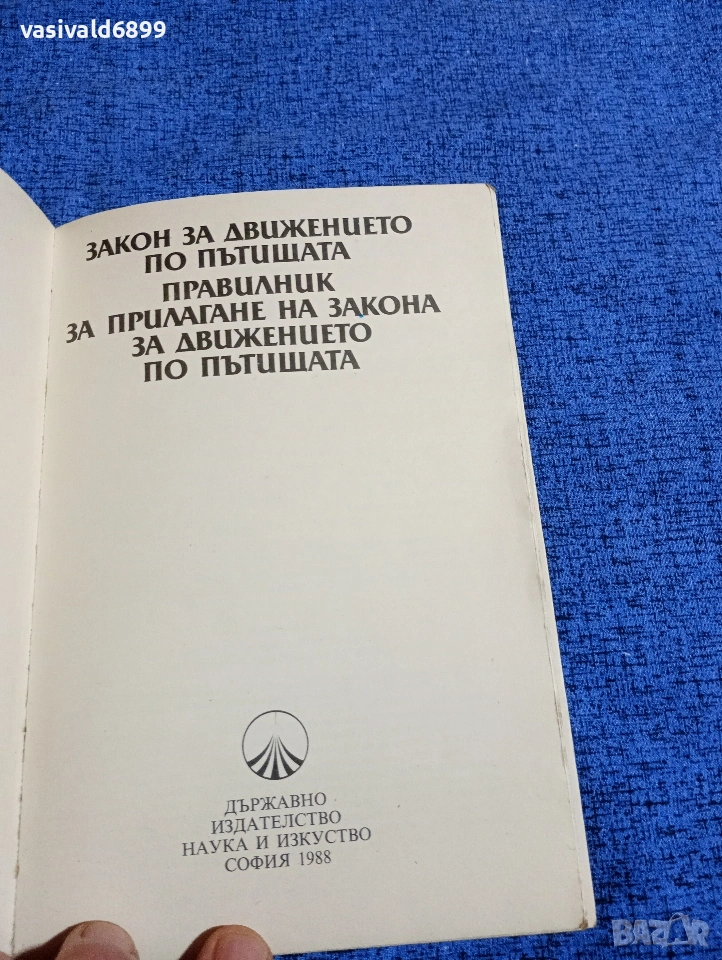 vasivald6899
ЗАКОН ЗА ДВИЖЕНИЕТО
ПО ПЪТИЩАТА
ПРАВИЛНИК
ЗА ПРИЛАГАНЕ НА ЗАКОНА
ЗА ДВИЖЕНИЕТО
ПО ПЪТИЩАТА
ДЪРЖАВНО
ИЗДАТЕЛСТВО
НАУКА И ИЗКУСТВО
СОФИЯ 1988
BAZAR